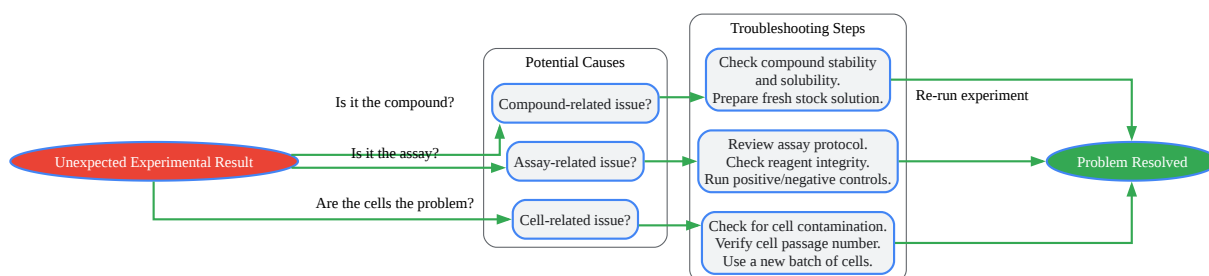 Troubleshooting Steps
Potential Causes
Check compound stability
and solubility.
Prepare fresh stock solution.
Is it the compound?
Compound-related issue?
Re-run experiment
Unexpected Experimental Result
Is it the assay?
Assay-related issue?
Review assay protocol.
Check reagent integrity.
Run positive/negative controls.
Problem Resolved
Are the cells the problem?
Cell-related issue?
Check for cell contamination.
Verify cell passage number.
Use a new batch of cells.